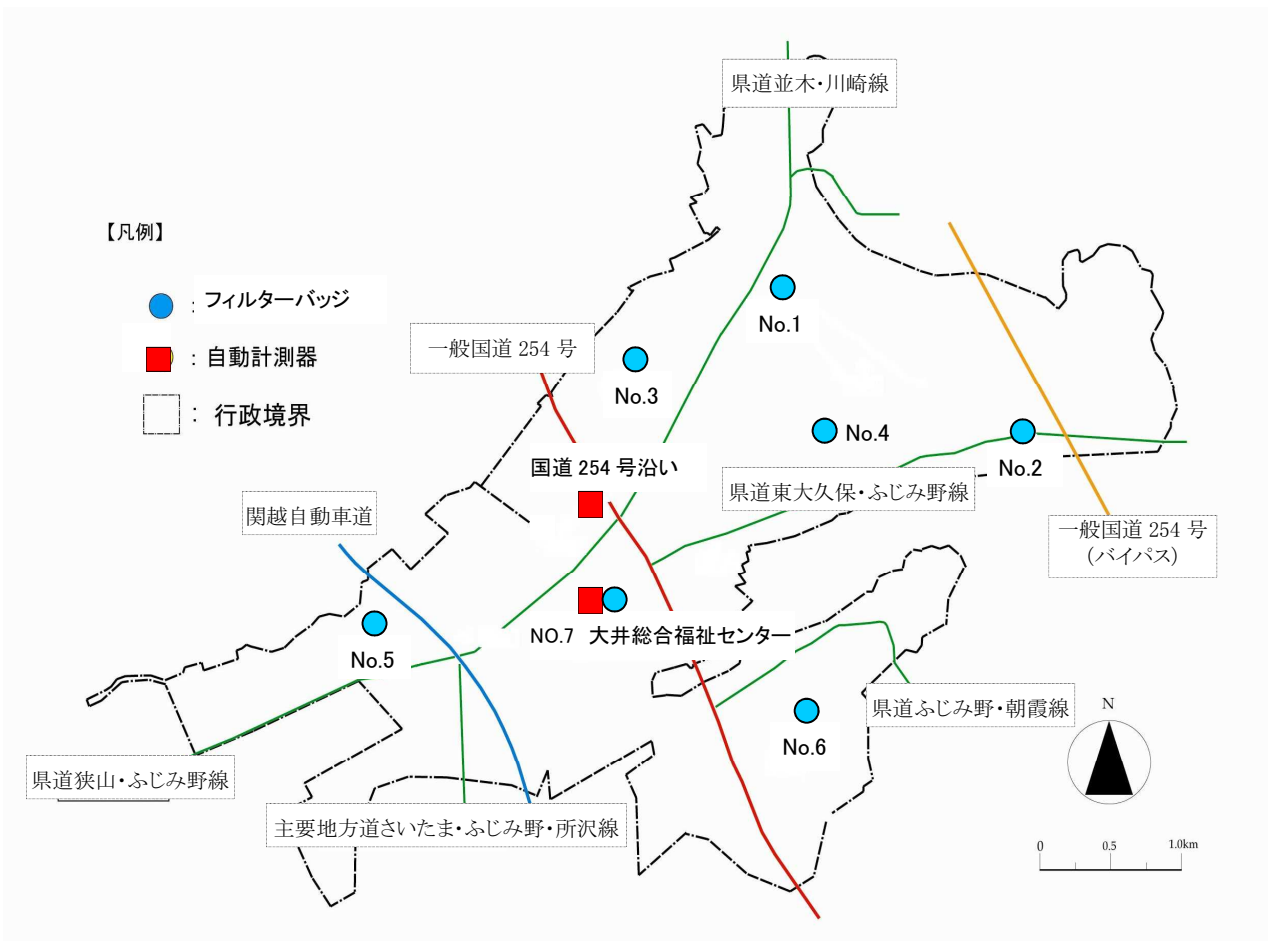 県道並木・川崎線
【凡例】
： フィルターバッジ
： 自動計測器
： 行政境界
No.1
一般国道 254 号
No.3
No.4
国道 254 号沿い
No.2
県道東大久保・ふじみ野線
関越自動車道
一般国道 254 号
（バイパス）
NO.7 大井総合福祉センター
No.5
県道ふじみ野・朝霞線
No.6
N
県道狭山・ふじみ野線
主要地方道さいたま・ふじみ野・所沢線
0 0.5 1.0km